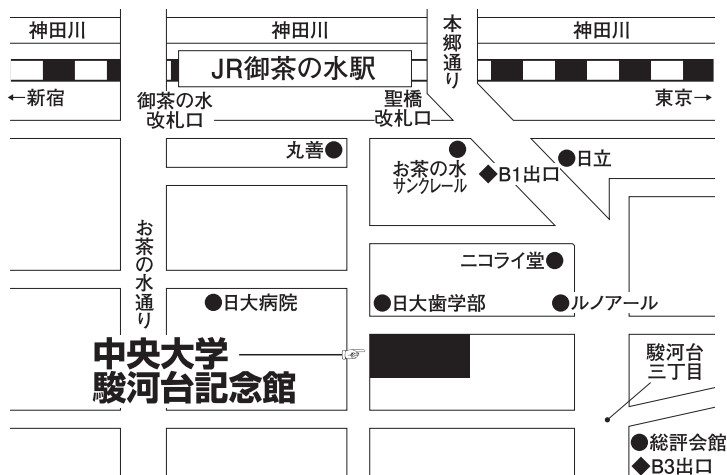 神田川
神田川
本郷通り
神田川
JR御茶の水駅
←新宿
御茶の水
改札口
聖橋
改札口
東京→
丸善
お茶の水
サンクレール
B1出口
日立
お茶の水通り
ニコライ堂
日大病院
日大歯学部
ルノアール
中央大学
駿河台記念館
駿河台
三丁目
総評会館
B3出口